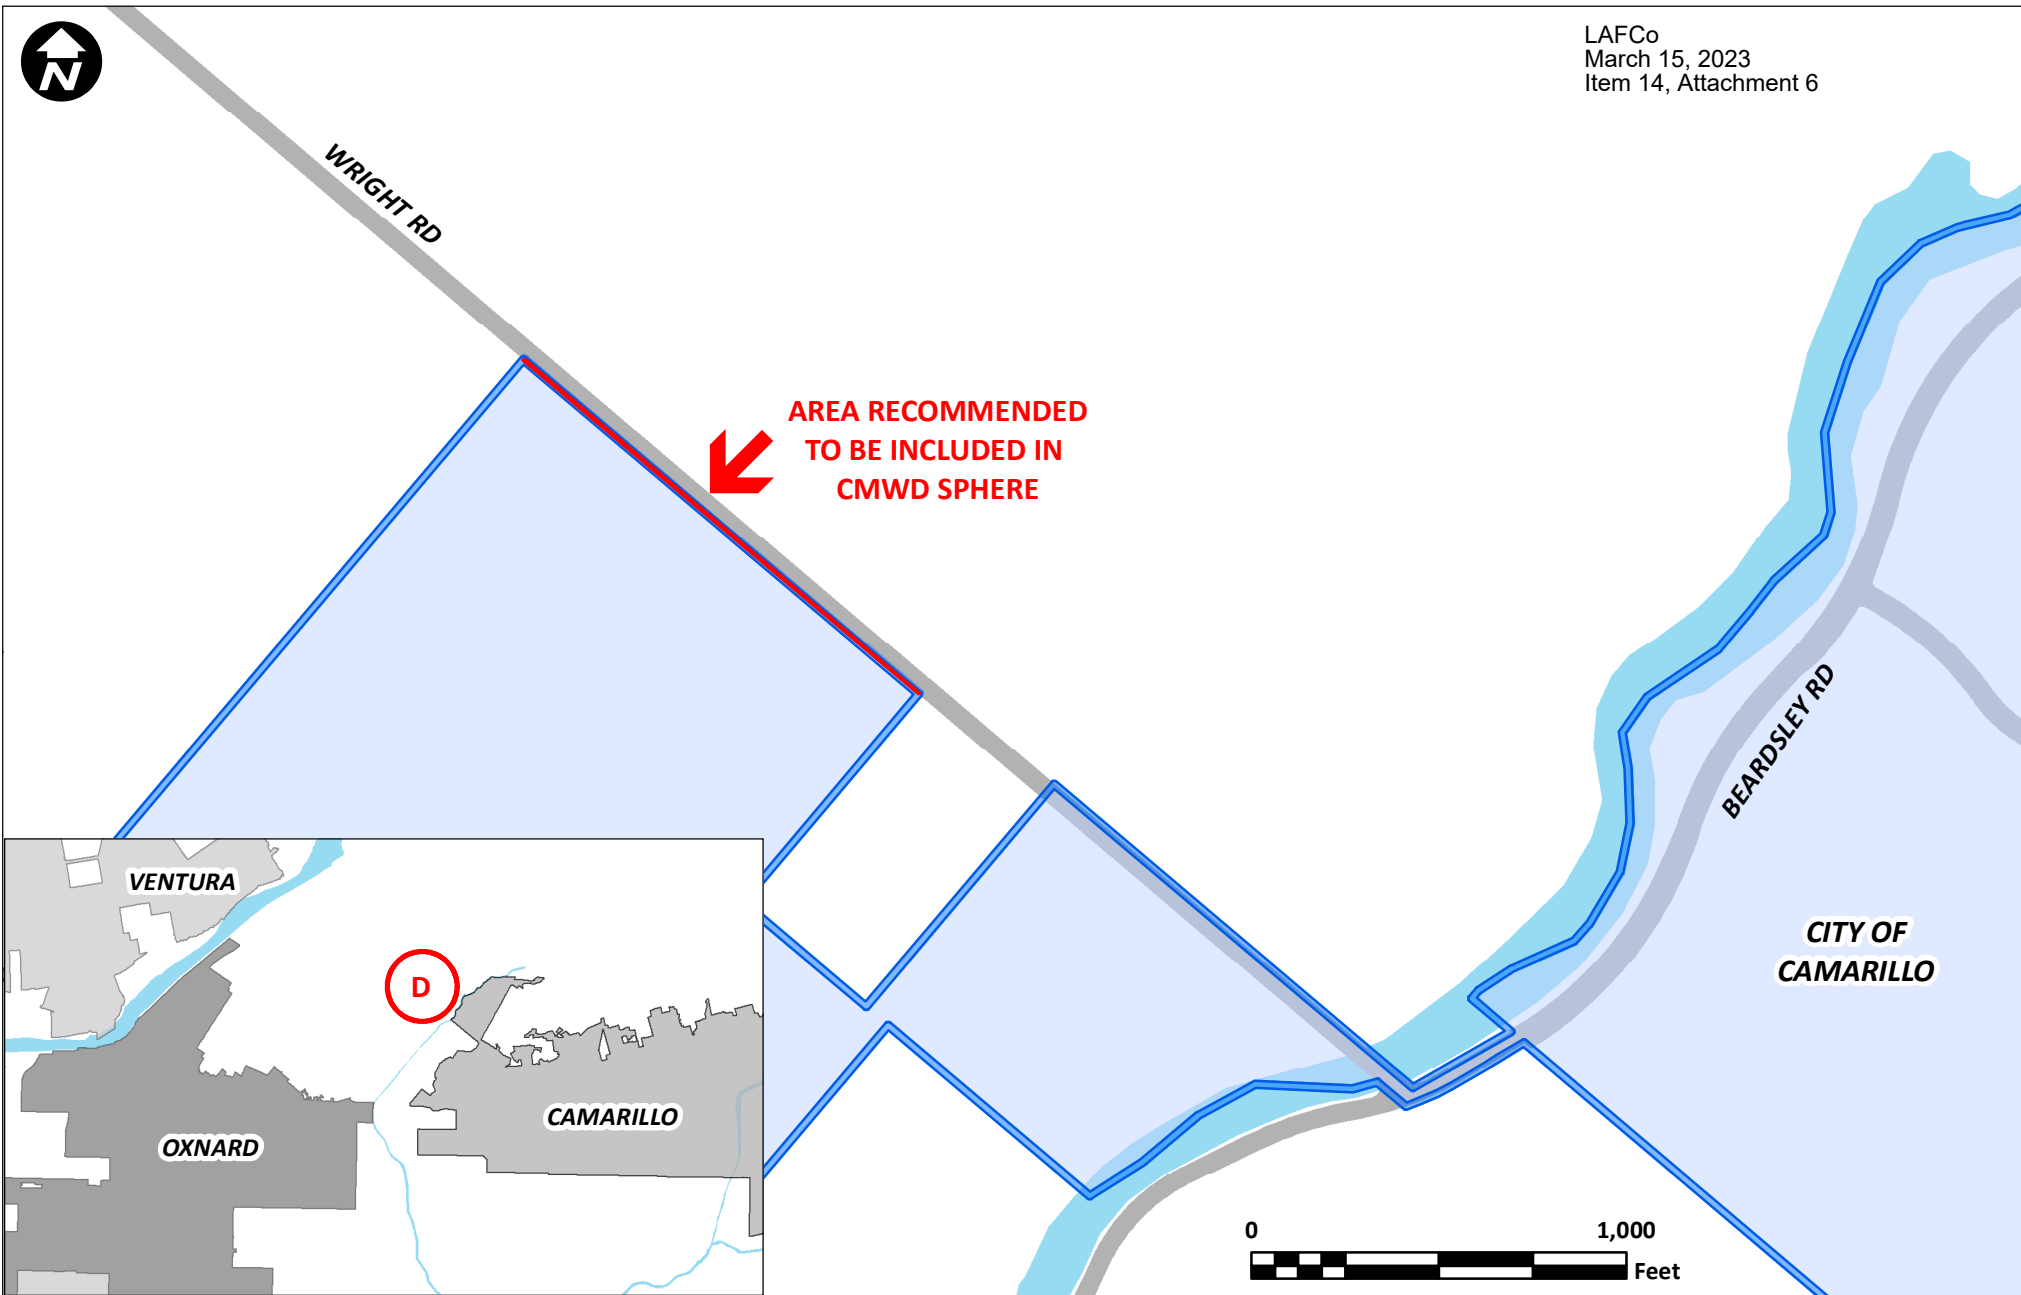 N
LAFCo
March 15, 2023
Item 14, Attachment 6
WRIGHT RD
AREA RECOMMENDED
TO BE INCLUDED IN
CMWD SPHERE
BEARDSLEY RD
CITY OF
CAMARILLO
VENTURA
D
CAMARILLO
OXNARD
0 1,000
Feet